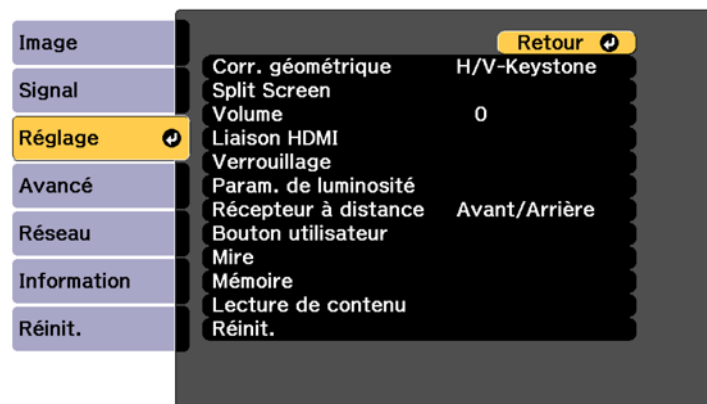 Image
Signal
Réglage
Avancé
Réseau
Information
Réinit.
Retour
Corr. géométrique H/V-Keystone
Split Screen
Volume 0
Liaison HDMI
Verrouillage
Param. de luminosité
Récepteur à distance Avant/Arrière
Bouton utilisateur
Mire
Mémoire
Lecture de contenu
Réinit.